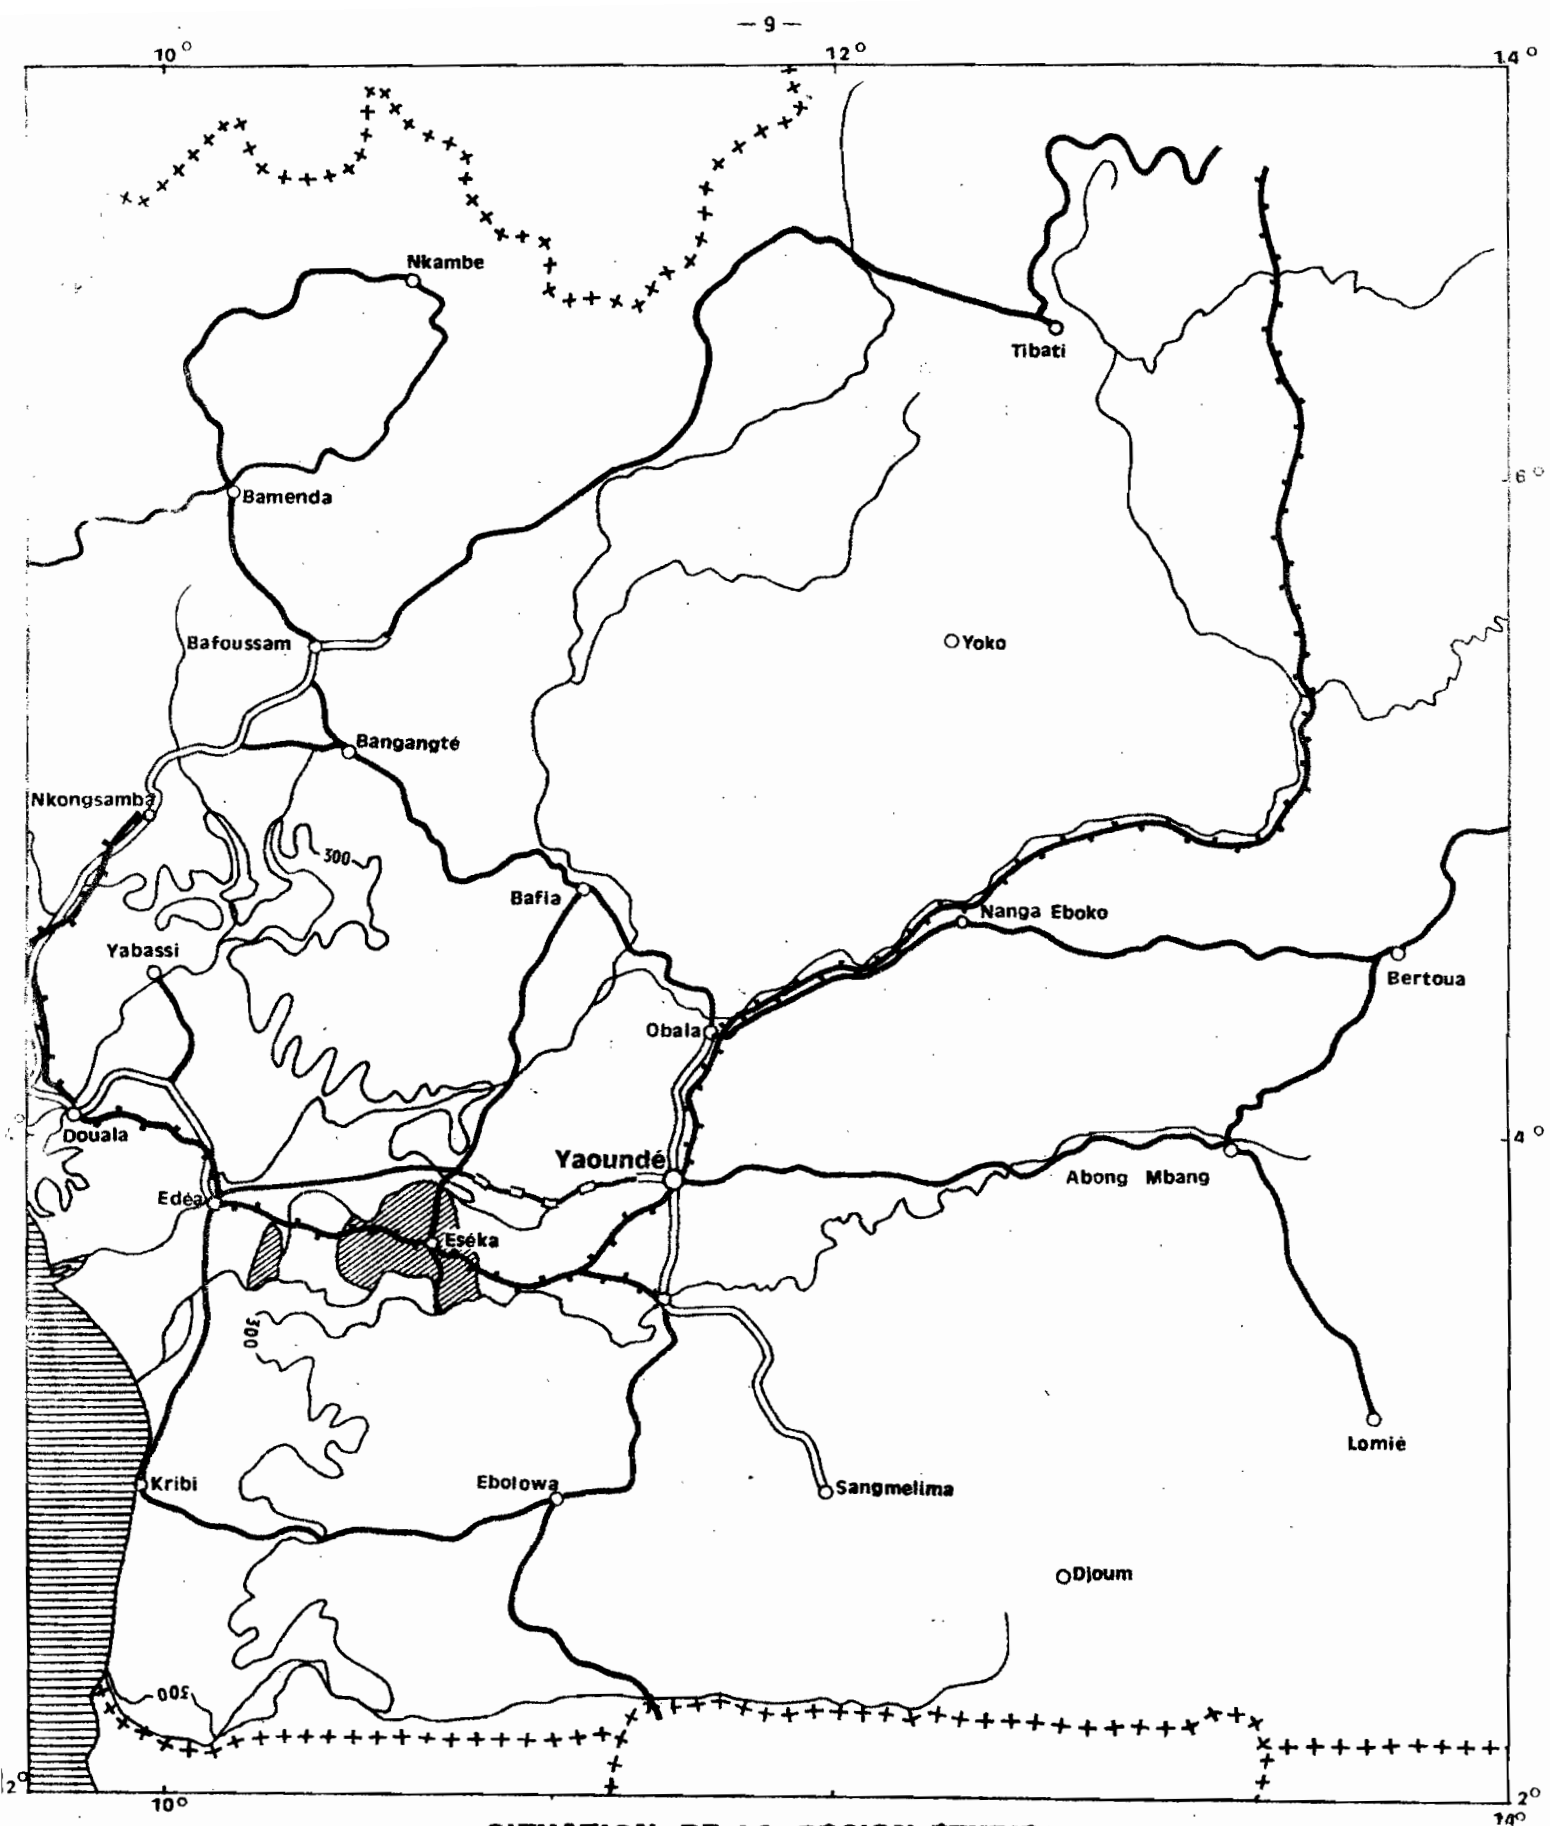 — 9 —
10°
12°
14°
Nkambe
Tibati
6°
Bamenda
Bafoussam
Yoko
Bangangté
Nkongsamba
300
Bafia
Nanga Eboko
Yabassi
Bertoua
Obala
Douala
4°
Yaoundé
Abong Mbang
Edéa
Eséka
300
Lomié
Kribi
Ebolowa
Sangmelima
Djoum
300
2°
10°
2°
14°